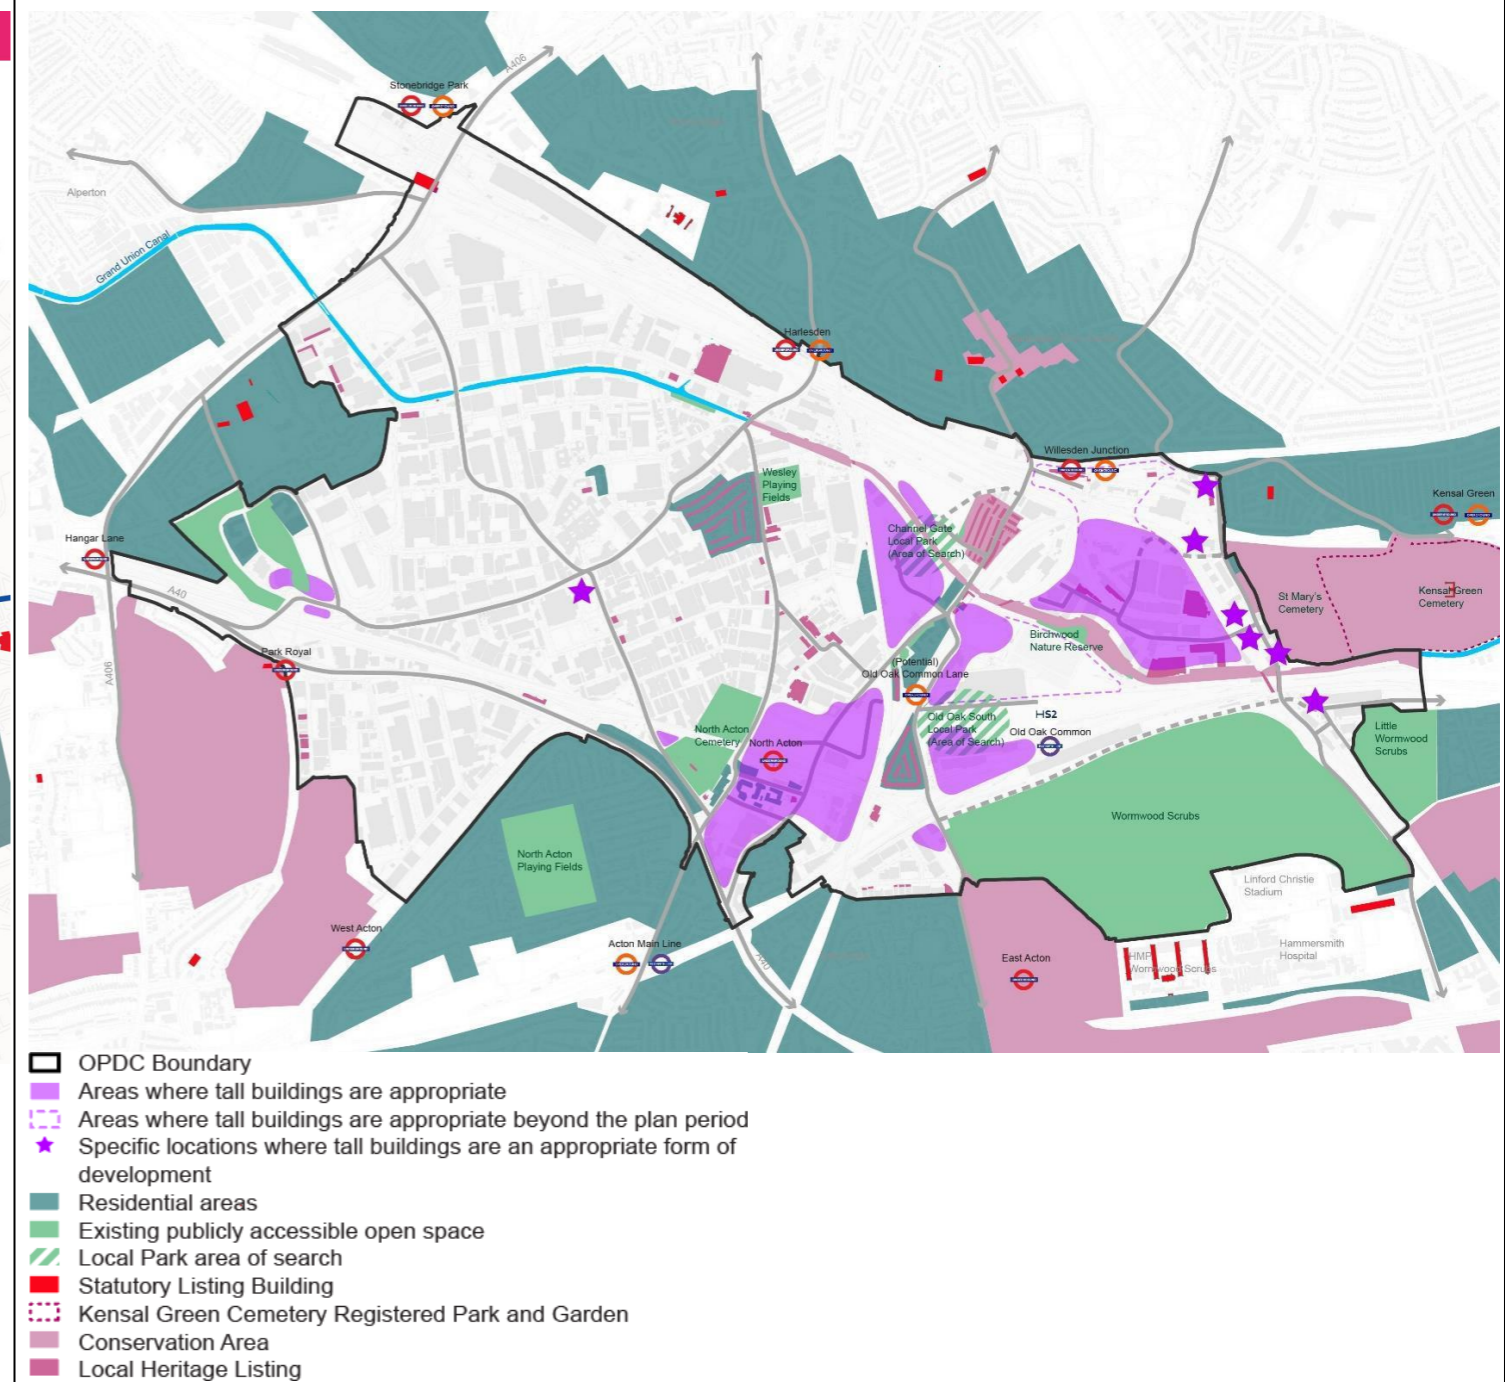 A406
Stonebridge Park
Alperton
Grand Union Canal
Harlesden
Willesden Junction
Wesley
Playing
Fields
Kensal Green
Channel Gate
Local Park
(Area of Search)
Hangar Lane
A40
St Mary's
Cemetery
Kensal Green
Cemetery
Birchwood
Nature Reserve
A406
Park Royal
(Potential)
Old Oak Common Lane
HS2
Old Oak Common
Old Oak South
Local Park
(Area of Search)
North Acton
Cemetery
North Acton
Little
Wormwood
Scrubs
Wormwood Scrubs
North Acton
Playing Fields
Linford Christie
Stadium
West Acton
Acton Main Line
A40
East Acton
HMP
Wormwood Scrubs
Hammersmith
Hospital
OPDC Boundary
Areas where tall buildings are appropriate
Areas where tall buildings are appropriate beyond the plan period
Specific locations where tall buildings are an appropriate form of
development
Residential areas
Existing publicly accessible open space
Local Park area of search
Statutory Listing Building
Kensal Green Cemetery Registered Park and Garden
Conservation Area
Local Heritage Listing